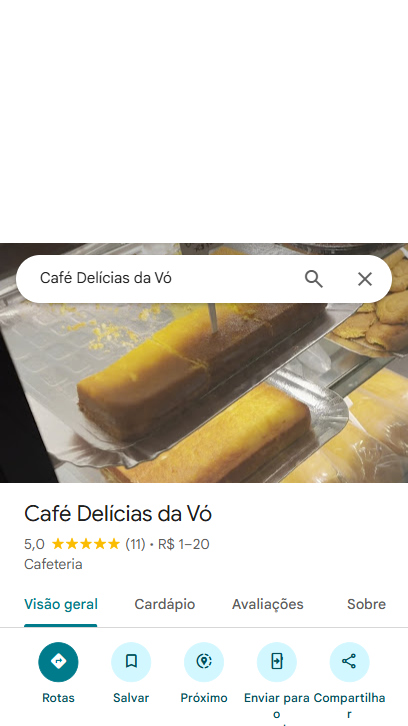 Café Delícias da Vó
Café Delícias da Vó
5,0 (11) • R$ 1–20
Cafeteria
Visão geral Cardápio Avaliações Sobre
Rotas Salvar Próximo Enviar para o Compartilhar